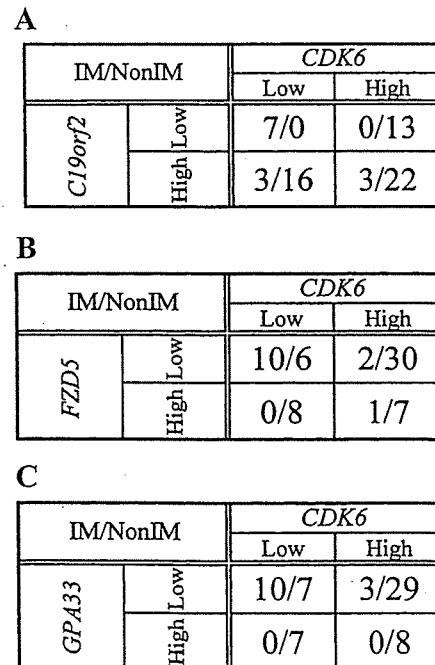 A
IM/NonIM CDK6
Low High
C19orf2 Low 7/0 0/13
High 3/16 3/22
B
IM/NonIM CDK6
Low High
FZD5 Low 10/6 2/30
High 0/8 1/7
C
IM/NonIM CDK6
Low High
GPA33 Low 10/7 3/29
High 0/7 0/8